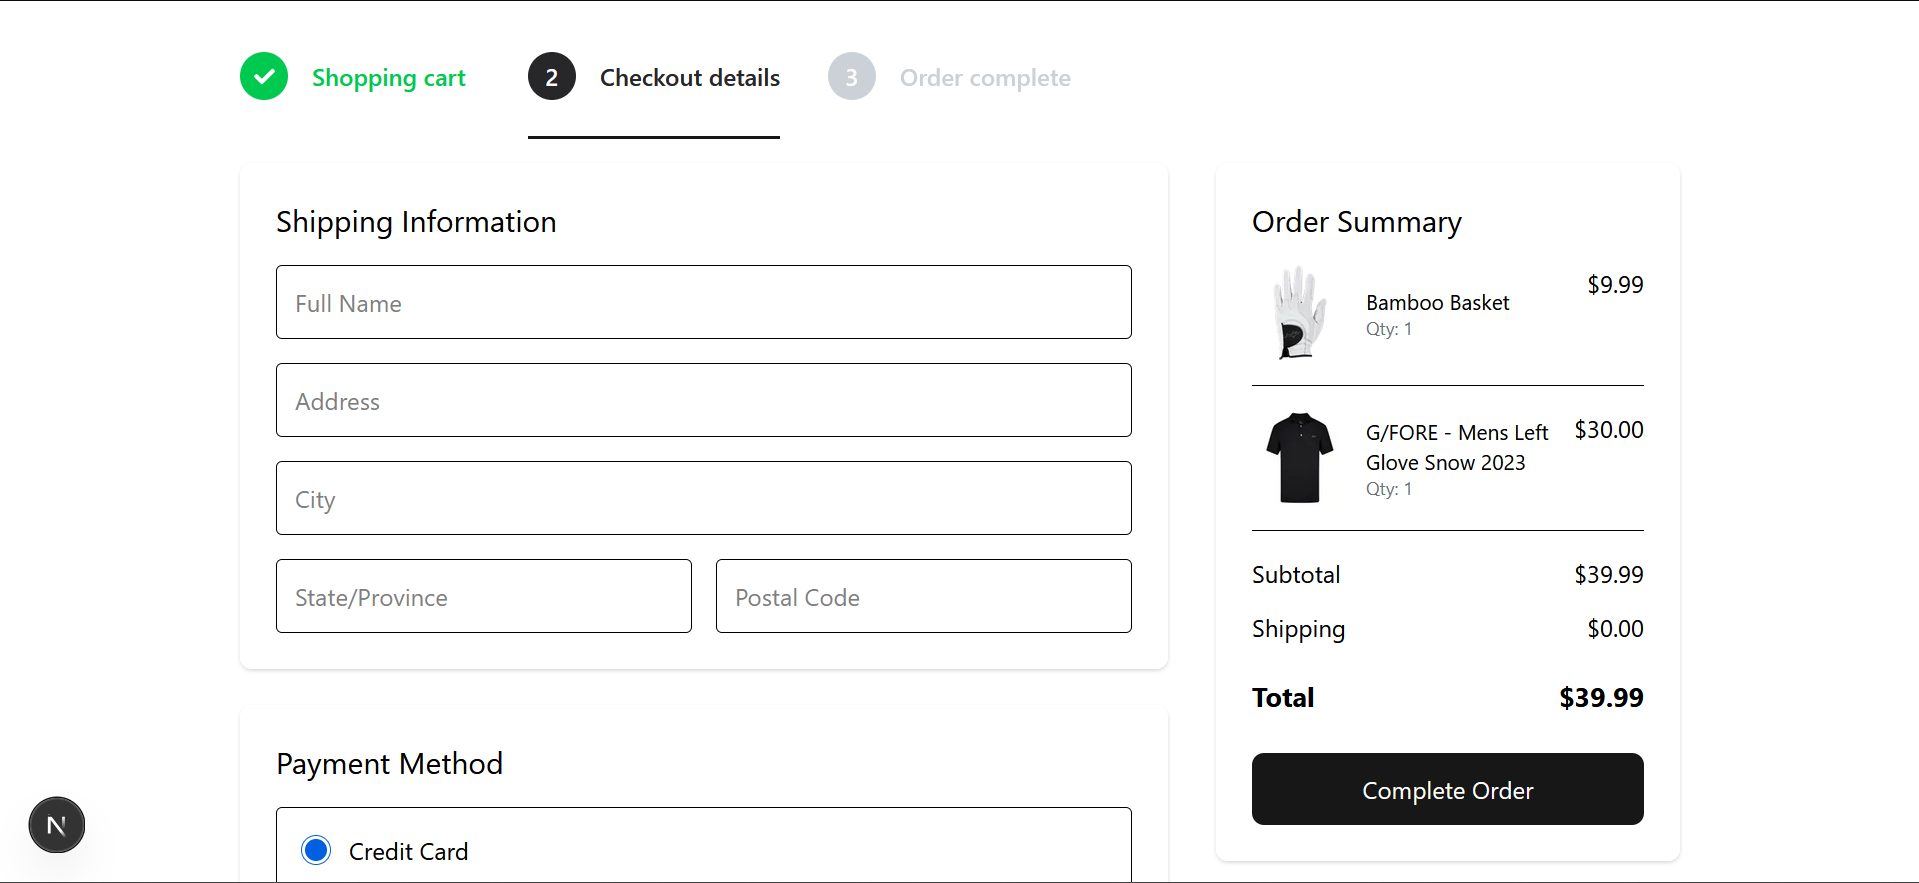 Shopping cart
2 Checkout details
3 Order complete
Shipping Information
Full Name
Address
City
State/Province Postal Code
Payment Method
Credit Card
Order Summary
Bamboo Basket $9.99
Qty: 1
G/FORE - Mens Left $30.00
Glove Snow 2023
Qty: 1
Subtotal $39.99
Shipping $0.00
Total $39.99
Complete Order
N